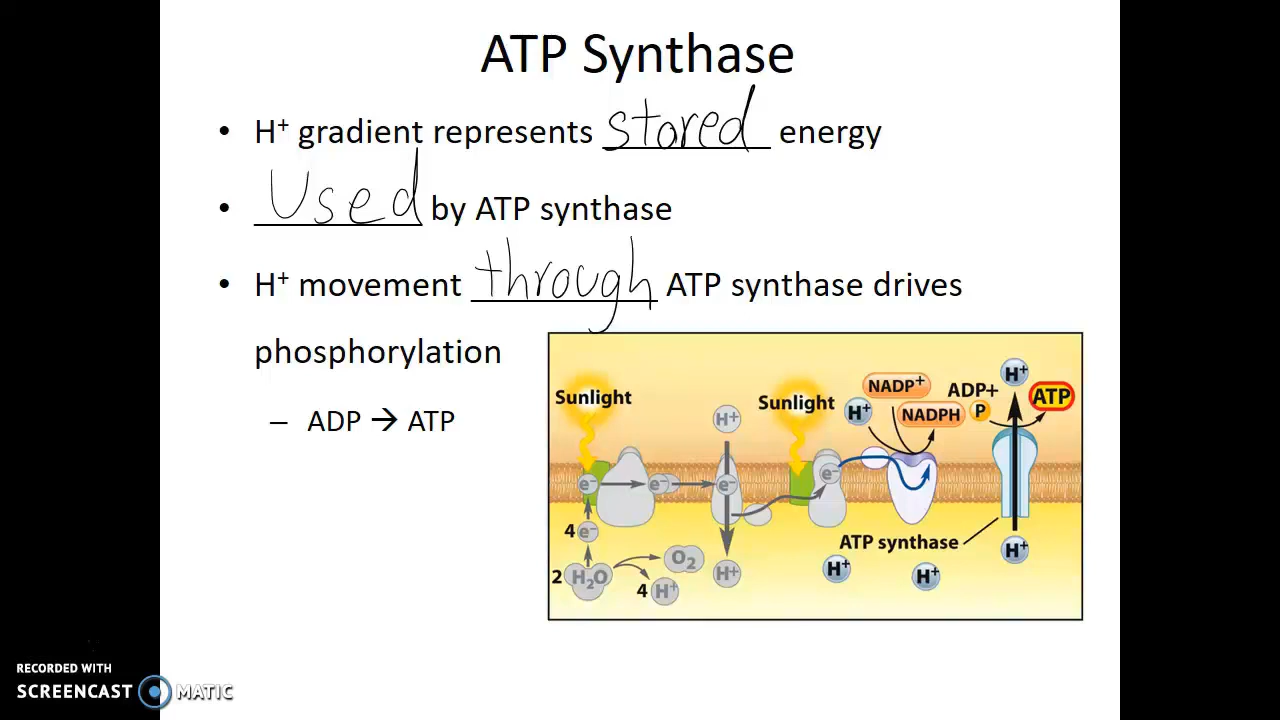 ATP Synthase
• H⁺ gradient represents stored energy
• Used by ATP synthase
• H⁺ movement through ATP synthase drives
phosphorylation
– ADP → ATP
Sunlight
H⁺
Sunlight
NADP⁺
H⁺
NADPH
ADP+
P
H⁺
ATP
e⁻
e⁻
e⁻
e⁻
4 e⁻
2 H₂O
O₂
4 H⁺
H⁺
ATP synthase
H⁺
H⁺
H⁺
RECORDED WITH
SCREENCAST MATIC